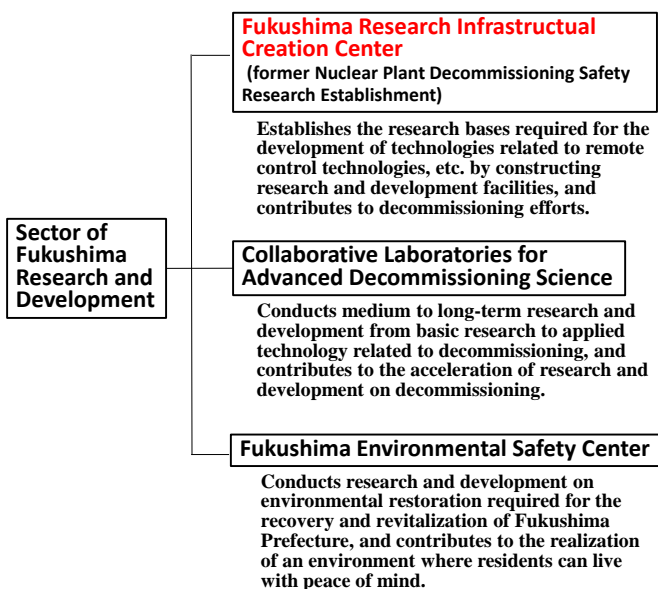 Fukushima Research Infrastructual
Creation Center
(former Nuclear Plant Decommissioning Safety
Research Establishment)
Establishes the research bases required for the
development of technologies related to remote
control technologies, etc. by constructing
research and development facilities, and
contributes to decommissioning efforts.
Sector of
Fukushima
Research and
Development
Collaborative Laboratories for
Advanced Decommissioning Science
Conducts medium to long-term research and
development from basic research to applied
technology related to decommissioning, and
contributes to the acceleration of research and
development on decommissioning.
Fukushima Environmental Safety Center
Conducts research and development on
environmental restoration required for the
recovery and revitalization of Fukushima
Prefecture, and contributes to the realization
of an environment where residents can live
with peace of mind.